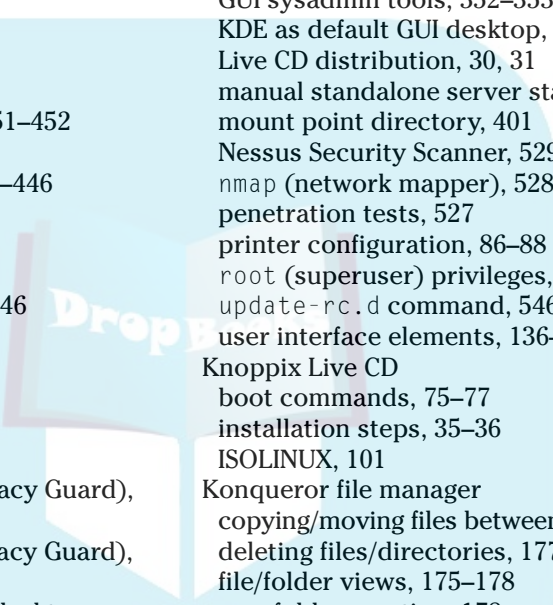 51–452
–446
46
acy Guard),
acy Guard),
GUI sysadmin tools, 352–353
KDE as default GUI desktop,
Live CD distribution, 30, 31
manual standalone server sta
mount point directory, 401
Nessus Security Scanner, 529
nmap (network mapper), 528
penetration tests, 527
printer configuration, 86–88
root (superuser) privileges,
update-rc.d command, 546
user interface elements, 136–
Knoppix Live CD
boot commands, 75–77
installation steps, 35–36
ISOLINUX, 101
Konqueror file manager
copying/moving files between
deleting files/directories, 177
file/folder views, 175–178
DropBooks